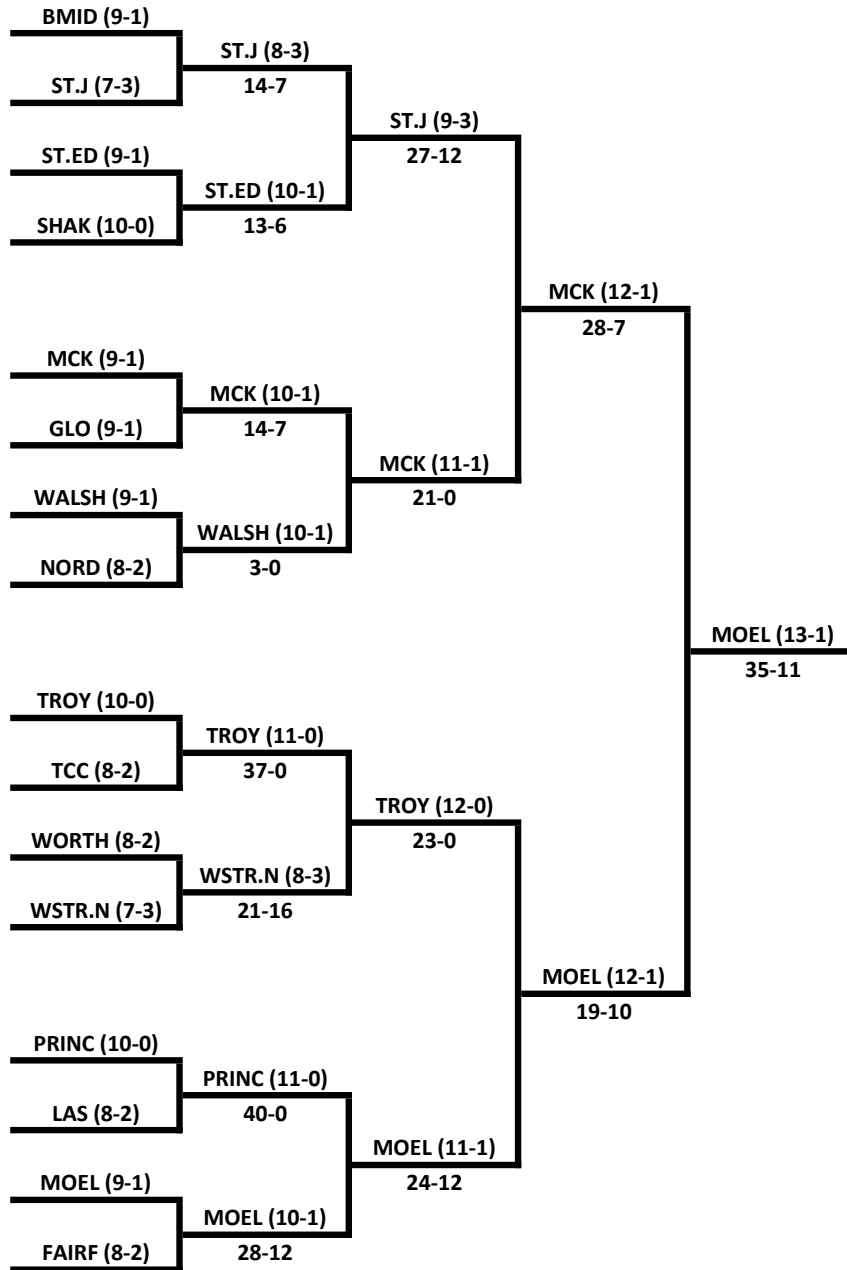 BMID (9-1)
ST.J (8-3)
ST.J (7-3)
14-7
ST.J (9-3)
ST.ED (9-1)
27-12
ST.ED (10-1)
SHAK (10-0)
13-6
MCK (12-1)
28-7
MCK (9-1)
MCK (10-1)
GLO (9-1)
14-7
MCK (11-1)
WALSH (9-1)
21-0
WALSH (10-1)
NORD (8-2)
3-0
MOEL (13-1)
35-11
TROY (10-0)
TROY (11-0)
TCC (8-2)
37-0
TROY (12-0)
WORTH (8-2)
23-0
WSTR.N (8-3)
WSTR.N (7-3)
21-16
MOEL (12-1)
19-10
PRINC (10-0)
PRINC (11-0)
LAS (8-2)
40-0
MOEL (11-1)
MOEL (9-1)
24-12
MOEL (10-1)
FAIRF (8-2)
28-12